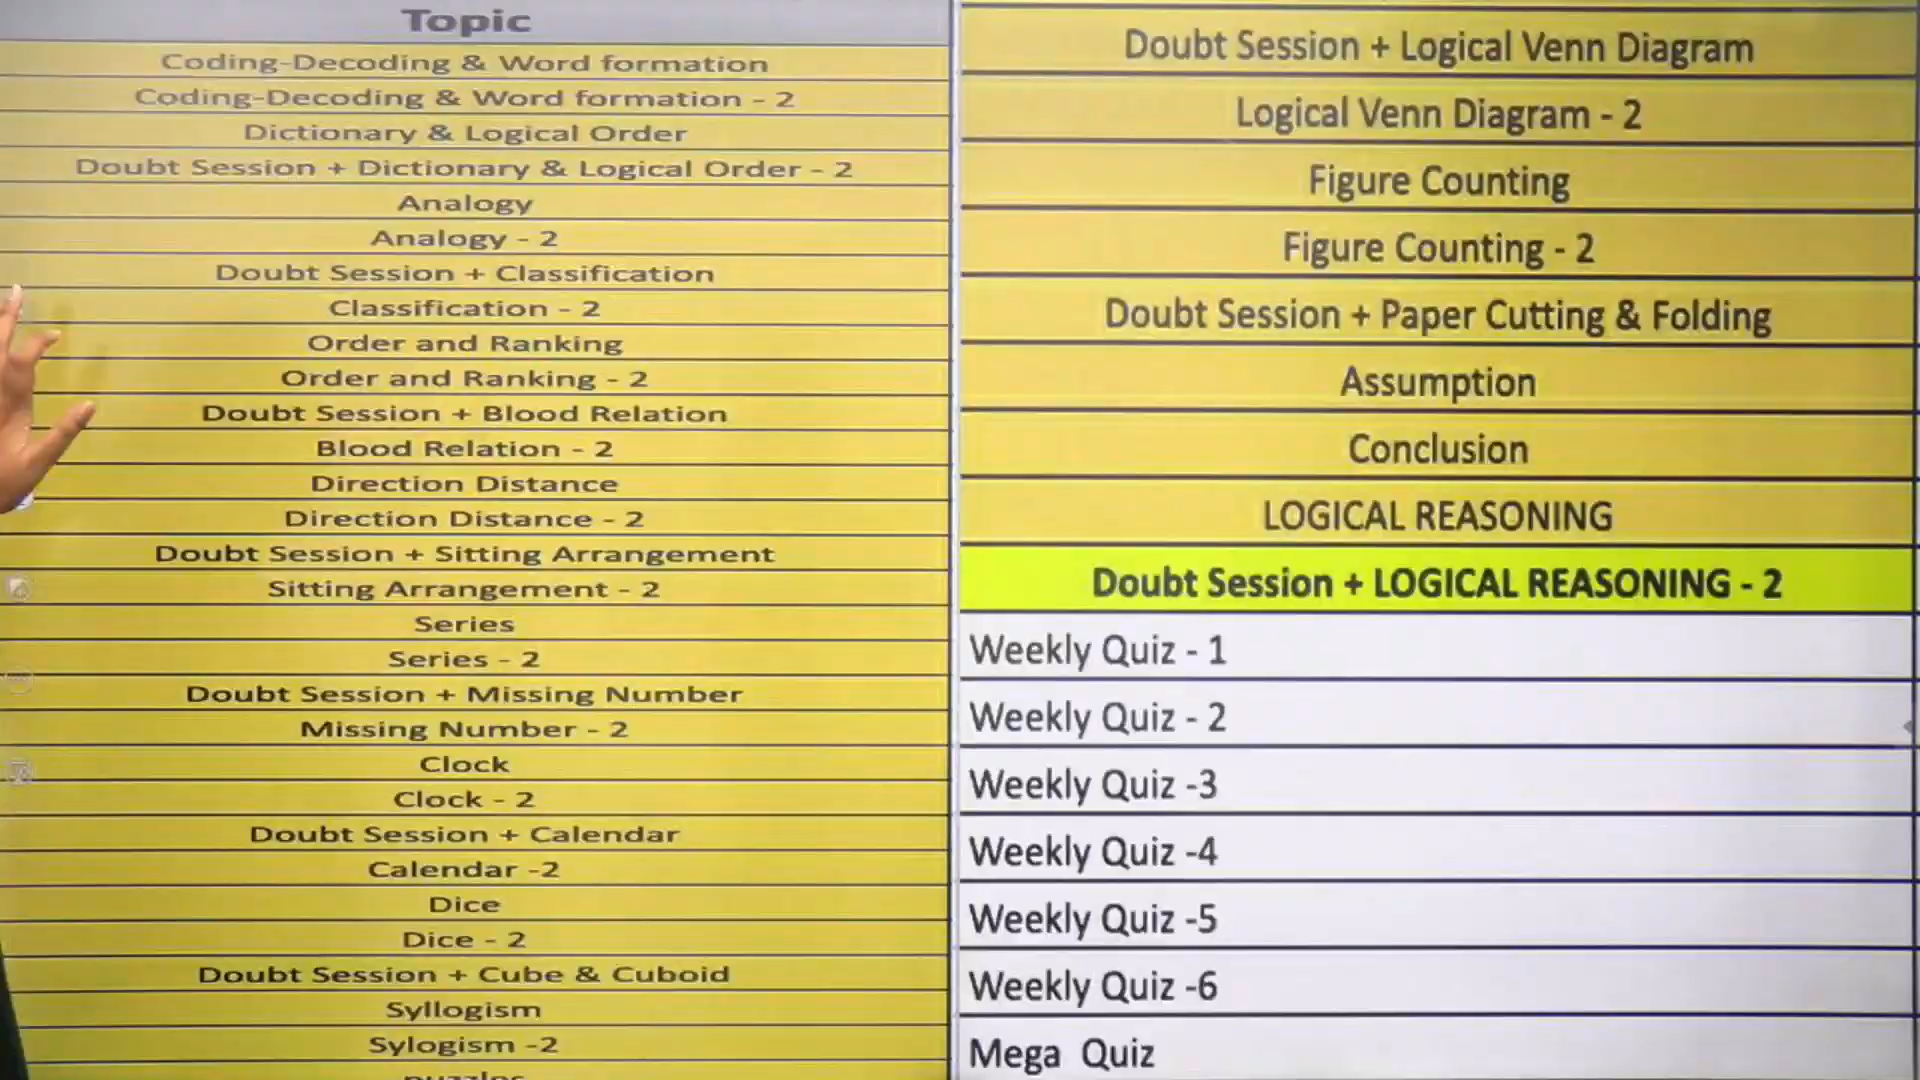 Topic
Coding-Decoding & Word formation
Coding-Decoding & Word formation - 2
Dictionary & Logical Order
Doubt Session + Dictionary & Logical Order - 2
Analogy
Analogy - 2
Doubt Session + Classification
Classification - 2
Order and Ranking
Order and Ranking - 2
Doubt Session + Blood Relation
Blood Relation - 2
Direction Distance
Direction Distance - 2
Doubt Session + Sitting Arrangement
Sitting Arrangement - 2
Series
Series - 2
Doubt Session + Missing Number
Missing Number - 2
Clock
Clock - 2
Doubt Session + Calendar
Calendar -2
Dice
Dice - 2
Doubt Session + Cube & Cuboid
Syllogism
Sylogism -2
puzzles
Doubt Session + Logical Venn Diagram
Logical Venn Diagram - 2
Figure Counting
Figure Counting - 2
Doubt Session + Paper Cutting & Folding
Assumption
Conclusion
LOGICAL REASONING
Doubt Session + LOGICAL REASONING - 2
Weekly Quiz - 1
Weekly Quiz - 2
Weekly Quiz -3
Weekly Quiz -4
Weekly Quiz -5
Weekly Quiz -6
Mega Quiz